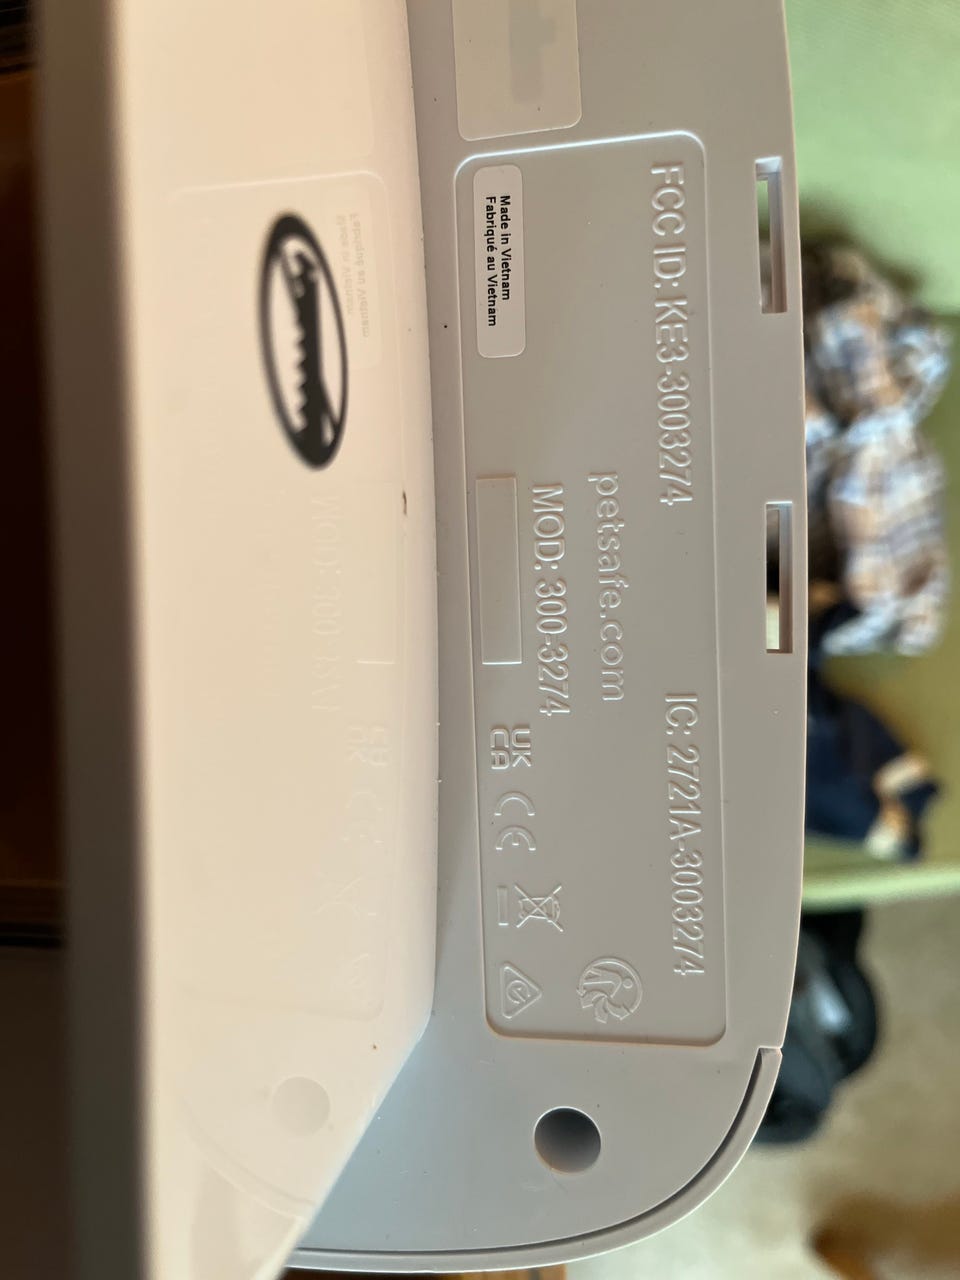 FCC ID: KE3-3003274 IC: 2721A-3003274
petsafe.com
MOD: 300-3274
Made in Vietnam
Fabriqué au Vietnam
UK
CA
CE